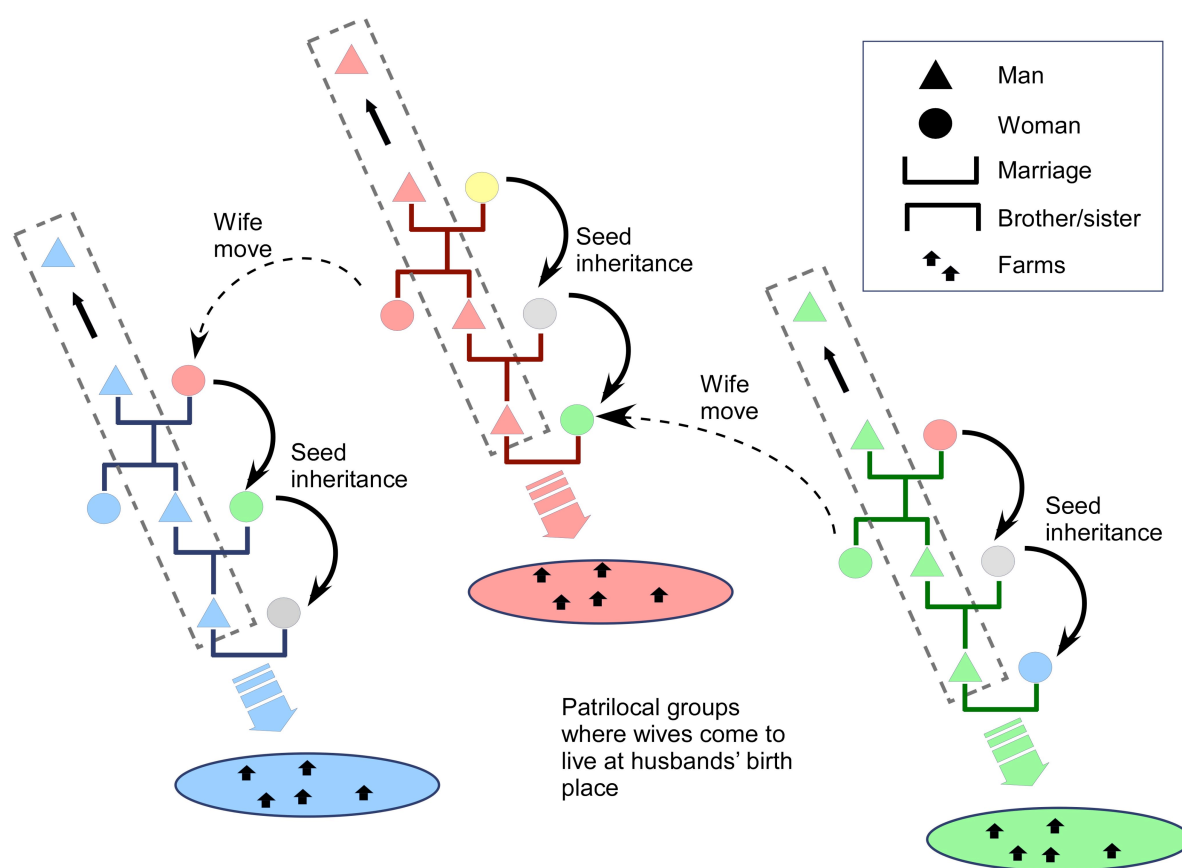 Man
Woman
Marriage
Brother/sister
Farms
Wife
move
Seed
inheritance
Wife
move
Seed
inheritance
Seed
inheritance
Patrilocal groups
where wives come to
live at husbands’ birth
place